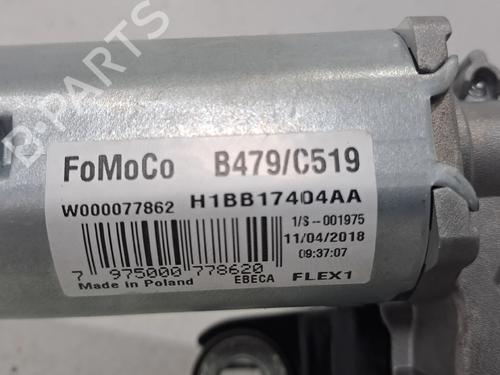 B-PARTS
FoMoCo B479/C519
W000077862 H1BB17404AA
1/S--001975
11/04/2018
09:37:07
7 975000 778620
Made in Poland EBECA FLEX1